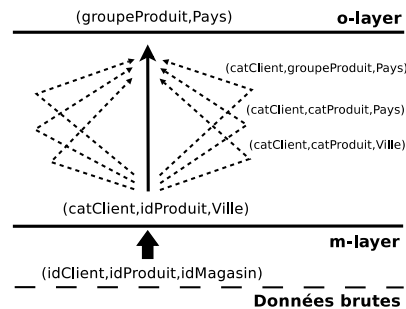 (groupeProduit,Pays) o-layer
(catClient,groupeProduit,Pays)
(catClient,catProduit,Pays)
(catClient,catProduit,Ville)
(catClient,idProduit,Ville)
m-layer
(idClient,idProduit,idMagasin)
Données brutes